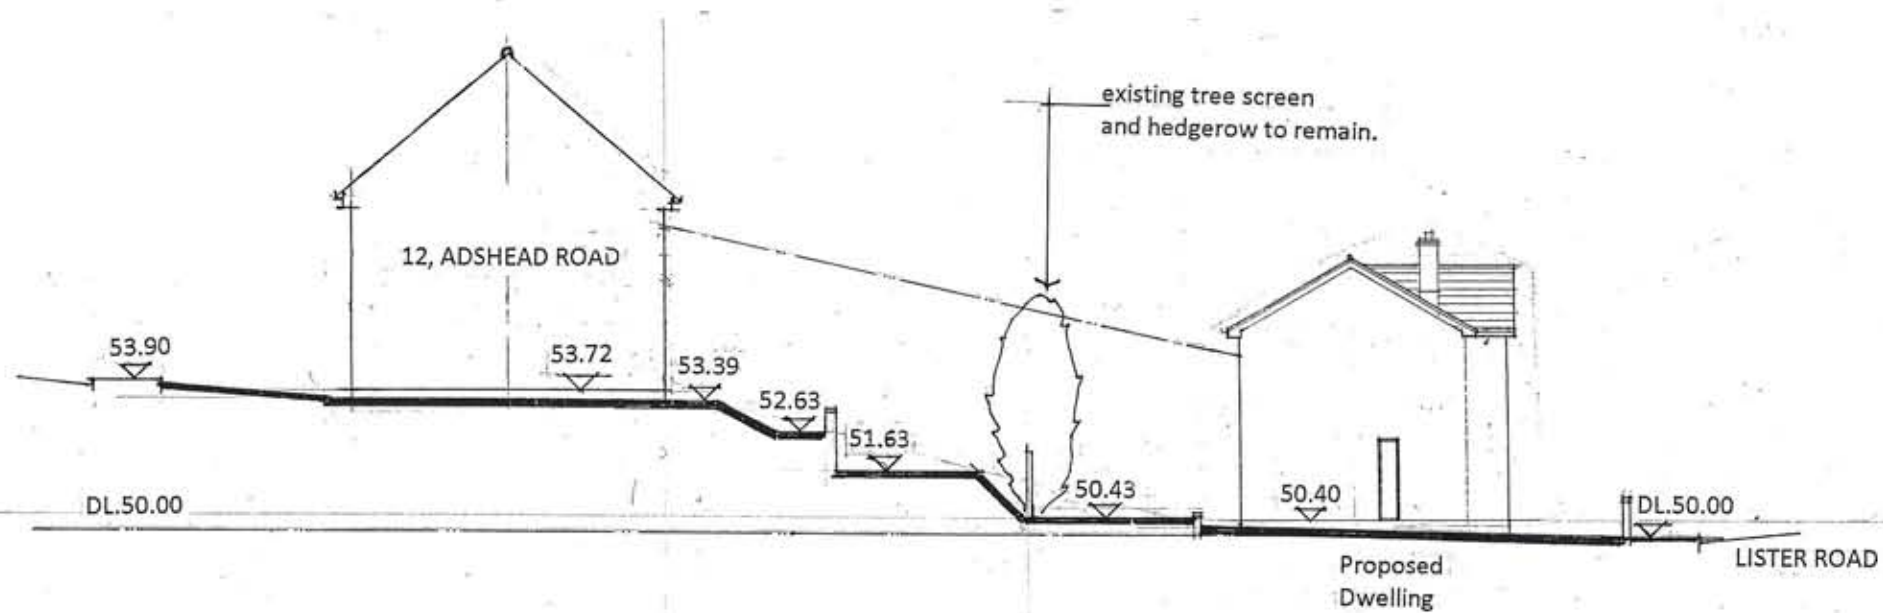 existing tree screen
and hedgerow to remain.
12, ADSHEAD ROAD
53.90
53.72
53.39
52.63
51.63
50.43
50.40
DL.50.00
DL.50.00
LISTER ROAD
Proposed
Dwelling